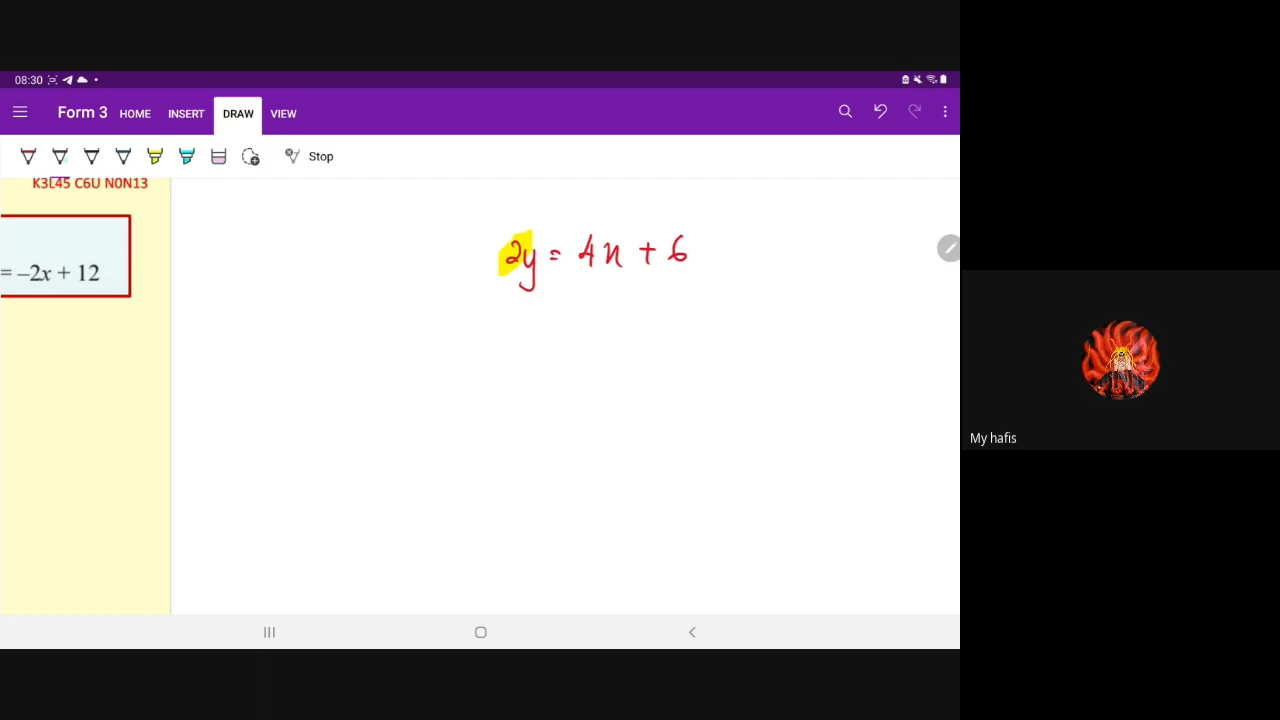 08:30
Form 3 HOME INSERT DRAW VIEW
Stop
K3L45 C6U N0N13
= –2x + 12
2y = 4x + 6
My hafis